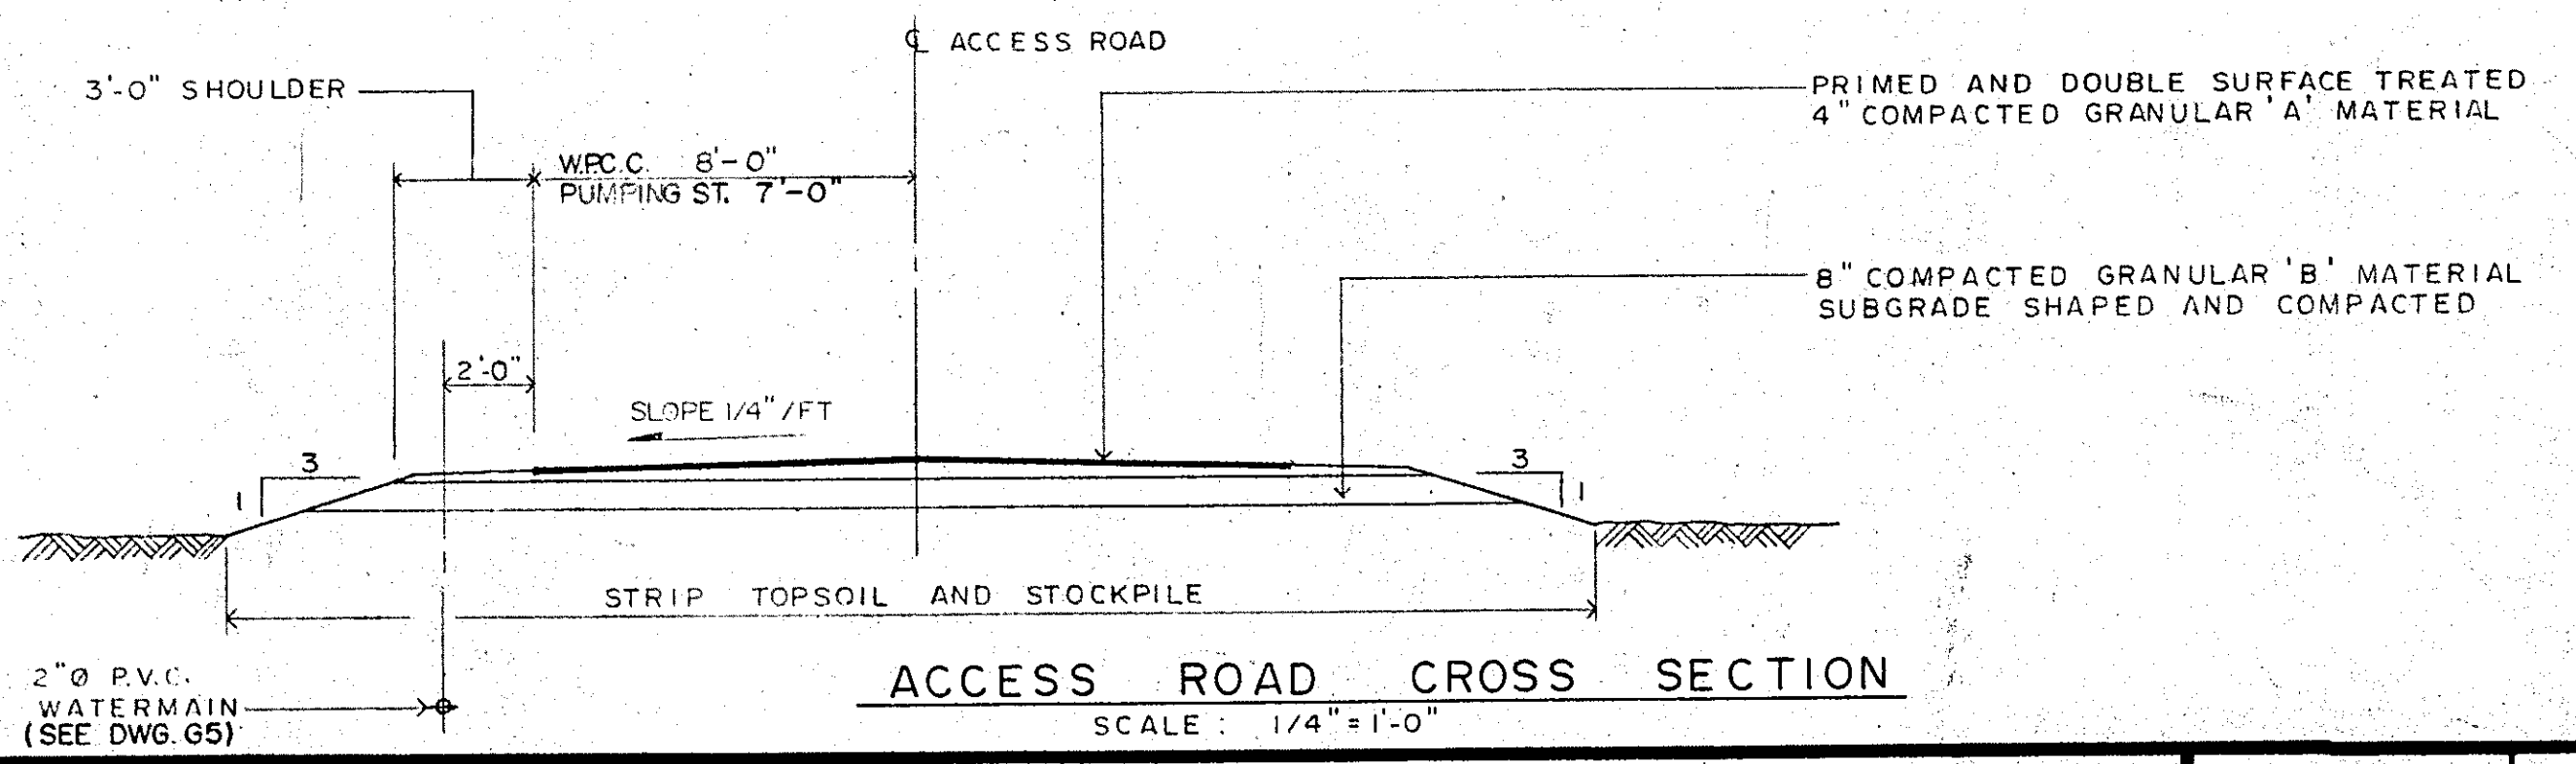 ℄ ACCESS ROAD
3'-0" SHOULDER
PRIMED AND DOUBLE SURFACE TREATED
4" COMPACTED GRANULAR 'A' MATERIAL
W.P.C.C. 8'-0"
PUMPING ST. 7'-0"
8" COMPACTED GRANULAR 'B' MATERIAL
SUBGRADE SHAPED AND COMPACTED
2'-0"
SLOPE 1/4"/FT
3
1
3
1
STRIP TOPSOIL AND STOCKPILE
2"Ø P.V.C.
WATERMAIN
(SEE DWG. G5)
ACCESS ROAD CROSS SECTION
SCALE : 1/4" = 1'-0"